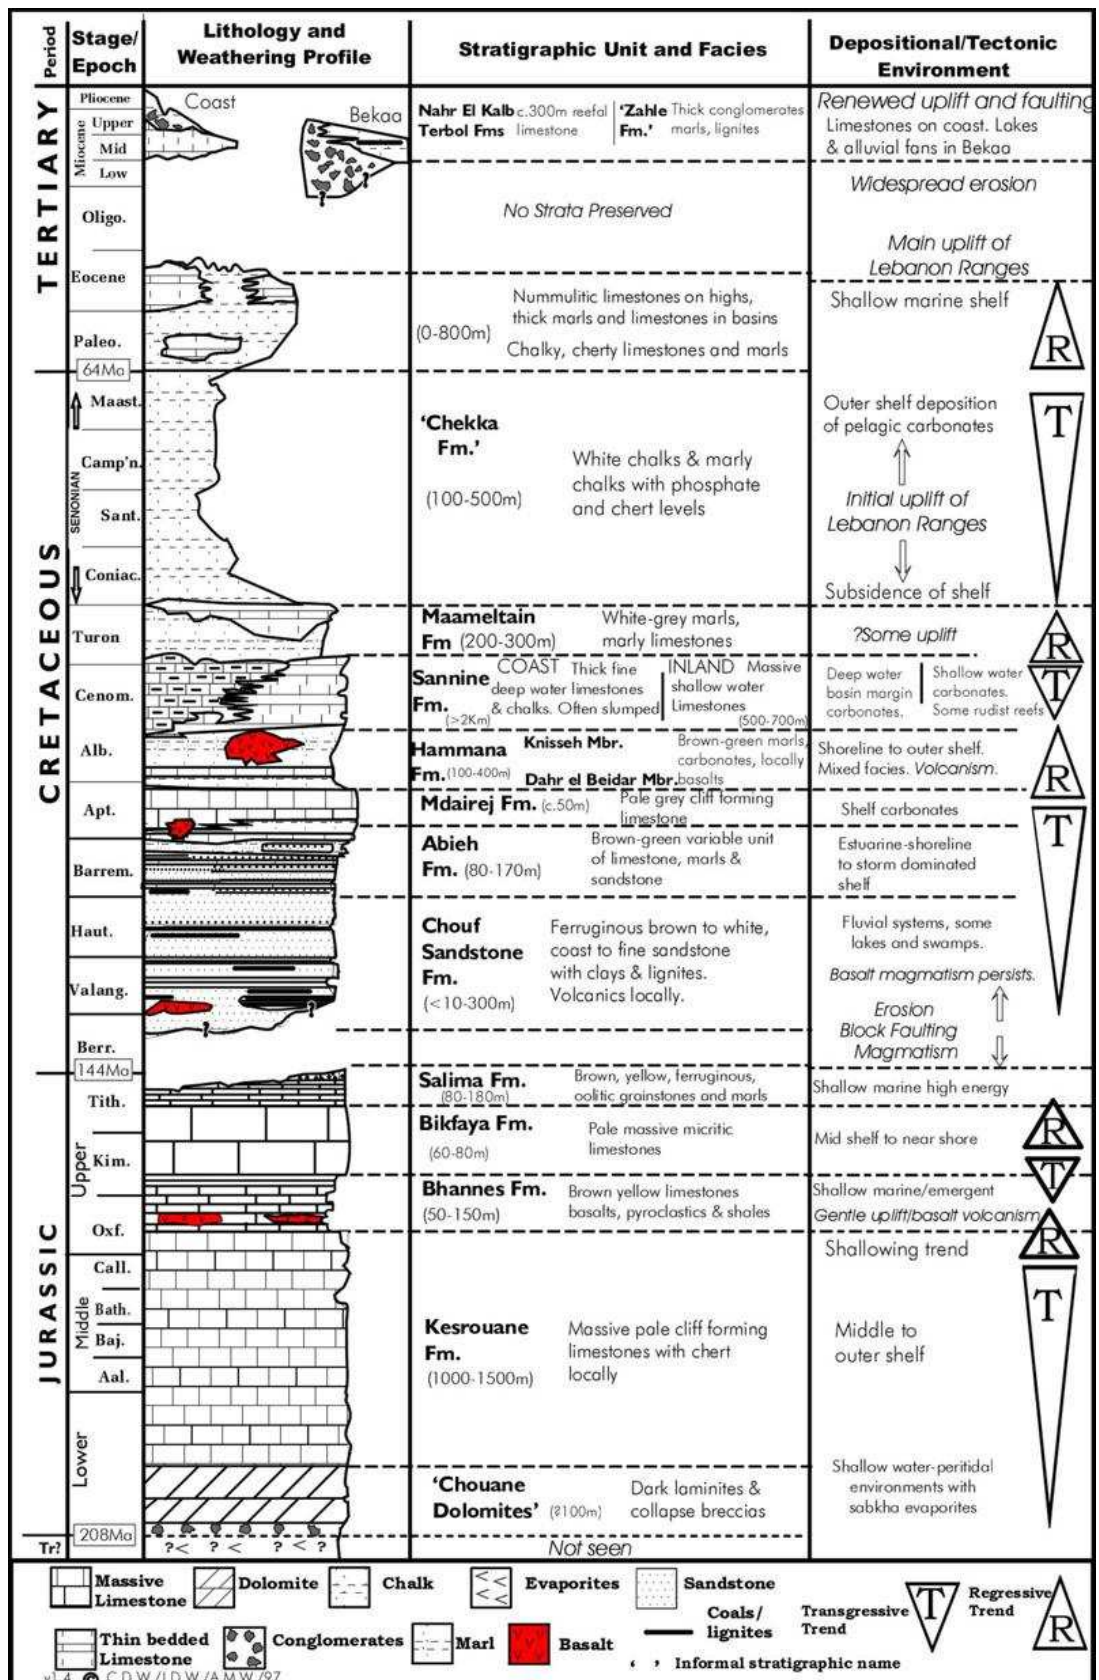 Period
Stage/
Epoch
Lithology and
Weathering Profile
Stratigraphic Unit and Facies
Depositional/Tectonic
Environment
TERTIARY
CRETACEOUS
JURASSIC
Miocene
SENONIAN
Upper
Middle
Lower
Pliocene
Upper
Mid
Low
Oligo.
Eocene
Paleo.
64Ma
Maast.
Camp'n.
Sant.
Coniac.
Turon
Cenom.
Alb.
Apt.
Barrem.
Haut.
Valang.
Berr.
144Ma
Tith.
Kim.
Oxf.
Call.
Bath.
Baj.
Aal.
208Ma
Tr?
Coast
Bekaa
?
?
?
?
?< ? < ? < ?
Nahr El Kalb c.300m reefal
Terbol Fms limestone
'Zahle Thick conglomerates
Fm.' marls, lignites
No Strata Preserved
Nummulitic limestones on highs,
thick marls and limestones in basins
(0-800m)
Chalky, cherty limestones and marls
'Chekka
Fm.'
(100-500m)
White chalks & marly
chalks with phosphate
and chert levels
Maameltain
Fm (200-300m)
White-grey marls,
marly limestones
Sannine
Fm.
(>2Km)
COAST Thick fine
deep water limestones
& chalks. Often slumped
INLAND Massive
shallow water
Limestones
(500-700m)
Hammana
Fm. (100-400m)
Knisseh Mbr.
Dahr el Beidar Mbr.
Brown-green marls,
carbonates, locally
basalts
Mdairej Fm. (c.50m)
Pale grey cliff forming
limestone
Abieh
Fm. (80-170m)
Brown-green variable unit
of limestone, marls &
sandstone
Chouf
Sandstone
Fm.
(<10-300m)
Ferruginous brown to white,
coast to fine sandstone
with clays & lignites.
Volcanics locally.
Salima Fm.
(80-180m)
Brown, yellow, ferruginous,
oolitic grainstones and marls
Bikfaya Fm.
(60-80m)
Pale massive micritic
limestones
Bhannes Fm.
(50-150m)
Brown yellow limestones
basalts, pyroclastics & shales
Kesrouane
Fm.
(1000-1500m)
Massive pale cliff forming
limestones with chert
locally
'Chouane
Dolomites' (?100m)
Dark laminites &
collapse breccias
Not seen
Renewed uplift and faulting
Limestones on coast. Lakes
& alluvial fans in Bekaa
Widespread erosion
Main uplift of
Lebanon Ranges
Shallow marine shelf
R
Outer shelf deposition
of pelagic carbonates
T
Initial uplift of
Lebanon Ranges
Subsidence of shelf
?Some uplift
R
Deep water
basin margin
carbonates.
Shallow water
carbonates.
Some rudist reefs
T
Shoreline to outer shelf.
Mixed facies. Volcanism.
R
Shelf carbonates
T
Estuarine-shoreline
to storm dominated
shelf
Fluvial systems, some
lakes and swamps.
Basalt magmatism persists.
Erosion
Block Faulting
Magmatism
Shallow marine high energy
R
Mid shelf to near shore
T
Shallow marine/emergent
Gentle uplift/basalt volcanism
R
Shallowing trend
T
Middle to
outer shelf
Shallow water-peritidal
environments with
sabkha evaporites
Massive
Limestone
Dolomite
Chalk
Evaporites
Sandstone
Coals/
lignites
Transgressive
Trend
T
Regressive
Trend
R
Thin bedded
Limestone
Conglomerates
Marl
Basalt
' ' Informal stratigraphic name
v1.4 © C.D.W./J.D.W./A.M.W./97